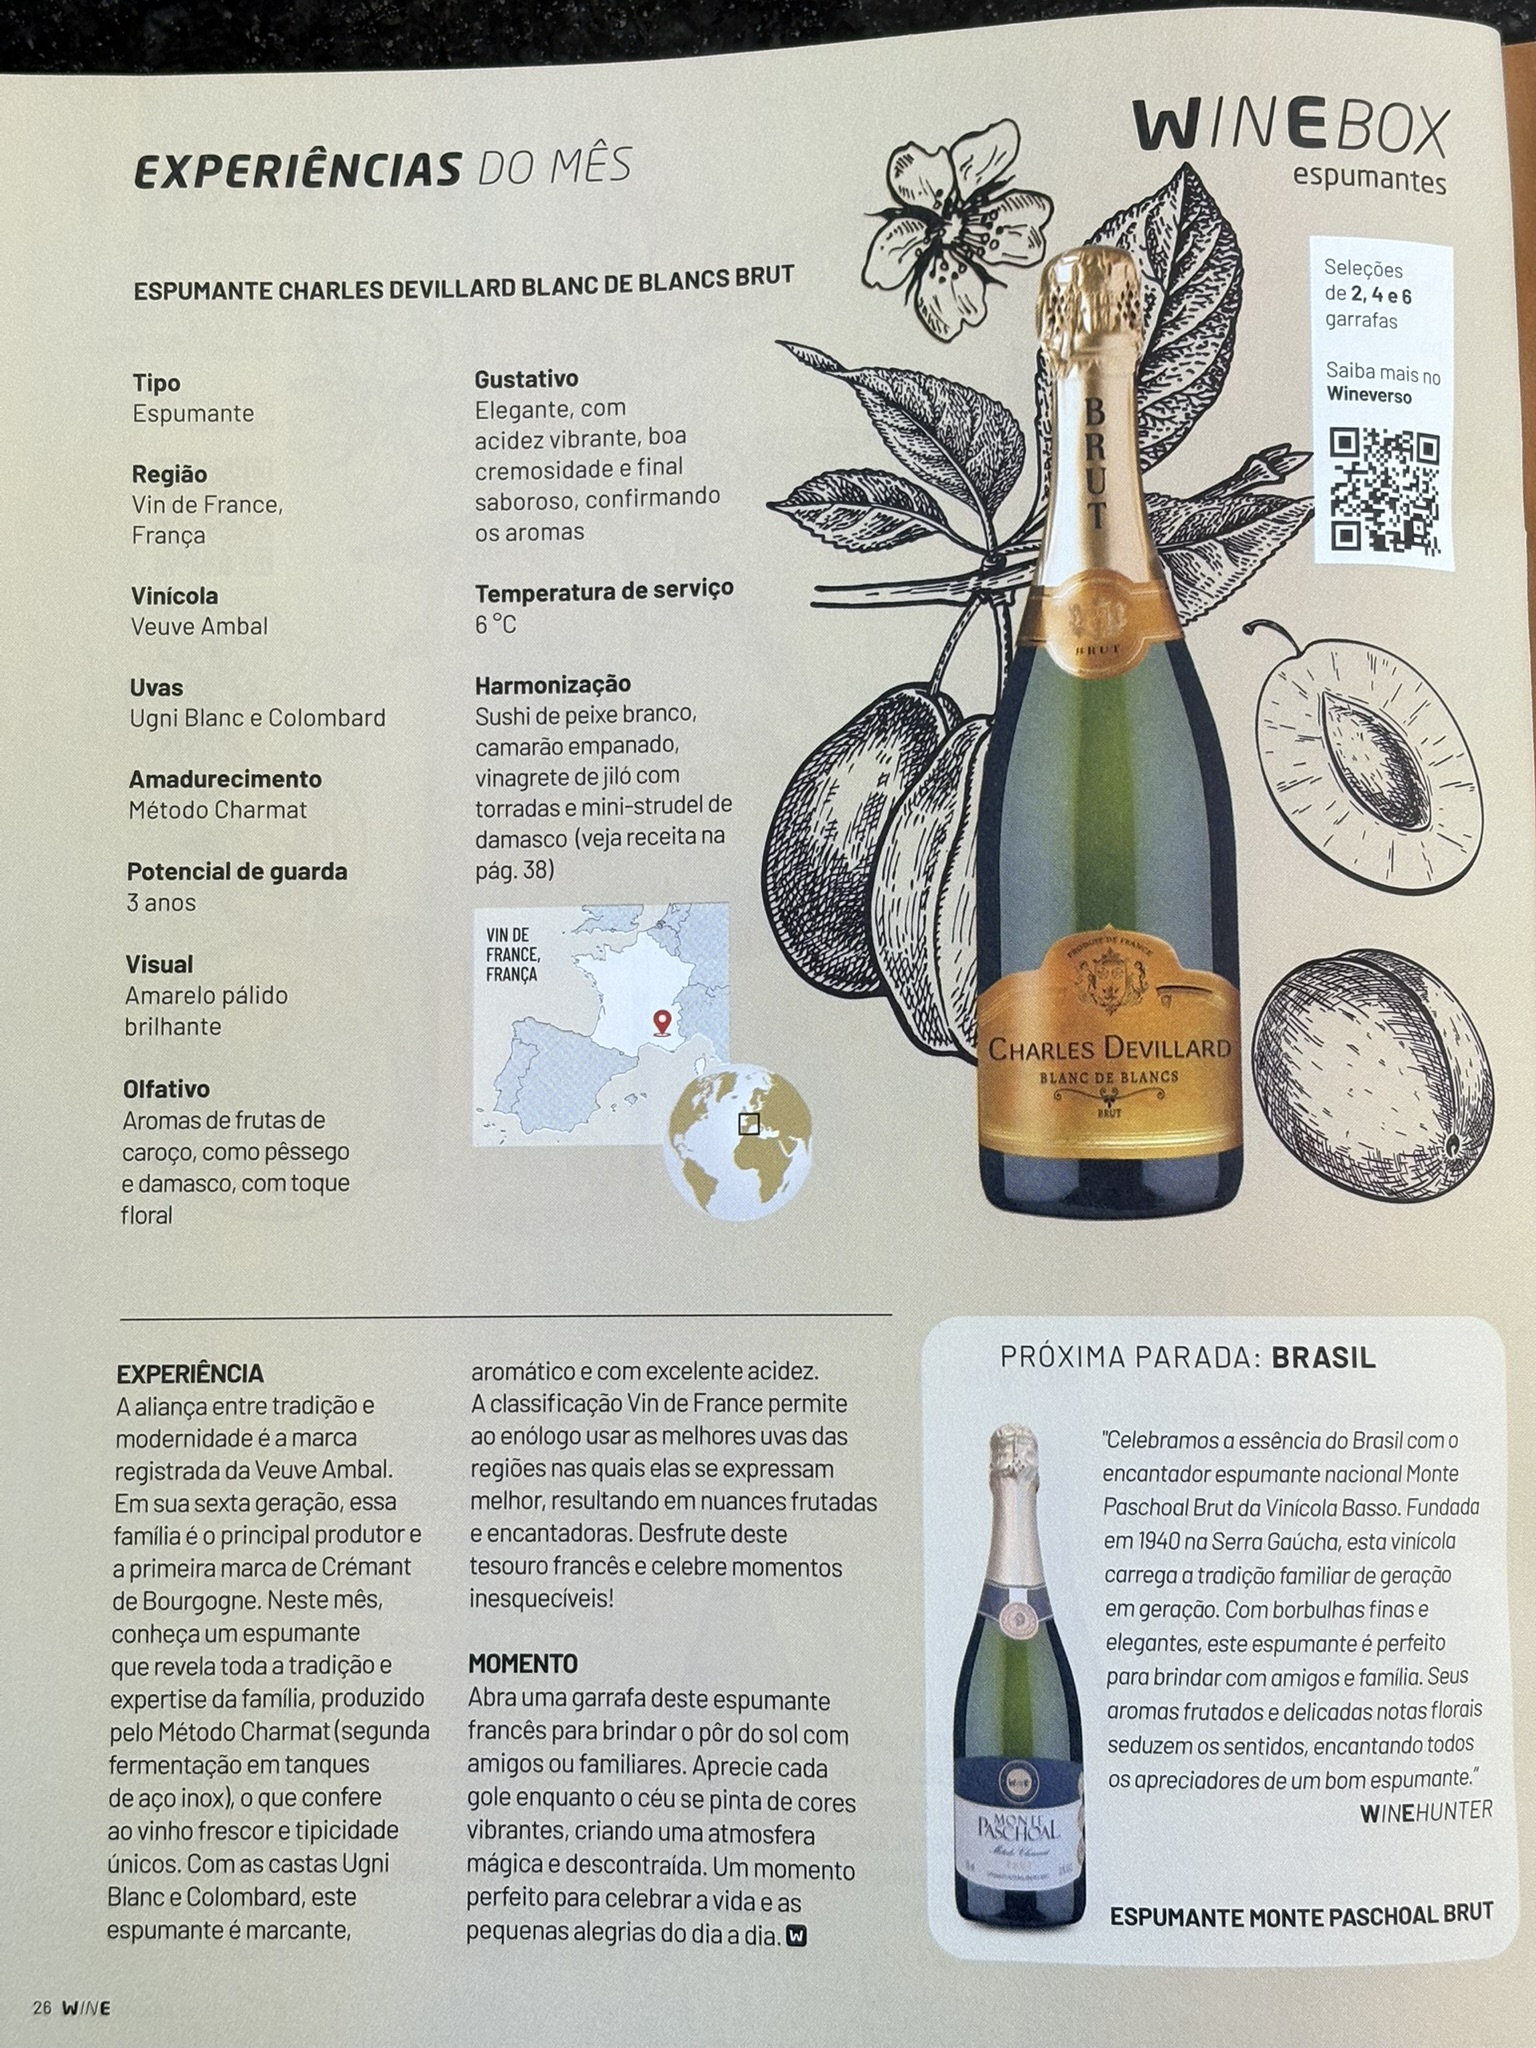 EXPERIÊNCIAS DO MÊS
WINEBOX
espumantes
ESPUMANTE CHARLES DEVILLARD BLANC DE BLANCS BRUT
Tipo
Espumante
Região
Vin de France,
França
Vinícola
Veuve Ambal
Uvas
Ugni Blanc e Colombard
Amadurecimento
Método Charmat
Potencial de guarda
3 anos
Visual
Amarelo pálido
brilhante
Olfativo
Aromas de frutas de
caroço, como pêssego
e damasco, com toque
floral
Gustativo
Elegante, com
acidez vibrante, boa
cremosidade e final
saboroso, confirmando
os aromas
Temperatura de serviço
6 °C
Harmonização
Sushi de peixe branco,
camarão empanado,
vinagrete de jiló com
torradas e mini-strudel de
damasco (veja receita na
pág. 38)
VIN DE
FRANCE,
FRANÇA
BRUT
BRUT
PRODUIT DE FRANCE
CHARLES DEVILLARD
BLANC DE BLANCS
BRUT
Seleções
de 2, 4 e 6
garrafas
Saiba mais no
Wineverso
EXPERIÊNCIA
A aliança entre tradição e
modernidade é a marca
registrada da Veuve Ambal.
Em sua sexta geração, essa
família é o principal produtor e
a primeira marca de Crémant
de Bourgogne. Neste mês,
conheça um espumante
que revela toda a tradição e
expertise da família, produzido
pelo Método Charmat (segunda
fermentação em tanques
de aço inox), o que confere
ao vinho frescor e tipicidade
únicos. Com as castas Ugni
Blanc e Colombard, este
espumante é marcante,
aromático e com excelente acidez.
A classificação Vin de France permite
ao enólogo usar as melhores uvas das
regiões nas quais elas se expressam
melhor, resultando em nuances frutadas
e encantadoras. Desfrute deste
tesouro francês e celebre momentos
inesquecíveis!
MOMENTO
Abra uma garrafa deste espumante
francês para brindar o pôr do sol com
amigos ou familiares. Aprecie cada
gole enquanto o céu se pinta de cores
vibrantes, criando uma atmosfera
mágica e descontraída. Um momento
perfeito para celebrar a vida e as
pequenas alegrias do dia a dia. W
PRÓXIMA PARADA: BRASIL
"Celebramos a essência do Brasil com o
encantador espumante nacional Monte
Paschoal Brut da Vinícola Basso. Fundada
em 1940 na Serra Gaúcha, esta vinícola
carrega a tradição familiar de geração
em geração. Com borbulhas finas e
elegantes, este espumante é perfeito
para brindar com amigos e família. Seus
aromas frutados e delicadas notas florais
seduzem os sentidos, encantando todos
os apreciadores de um bom espumante."
WINEHUNTER
MONTE
PASCHOAL
Método Charmat
ESPUMANTE MONTE PASCHOAL BRUT
26 WINE